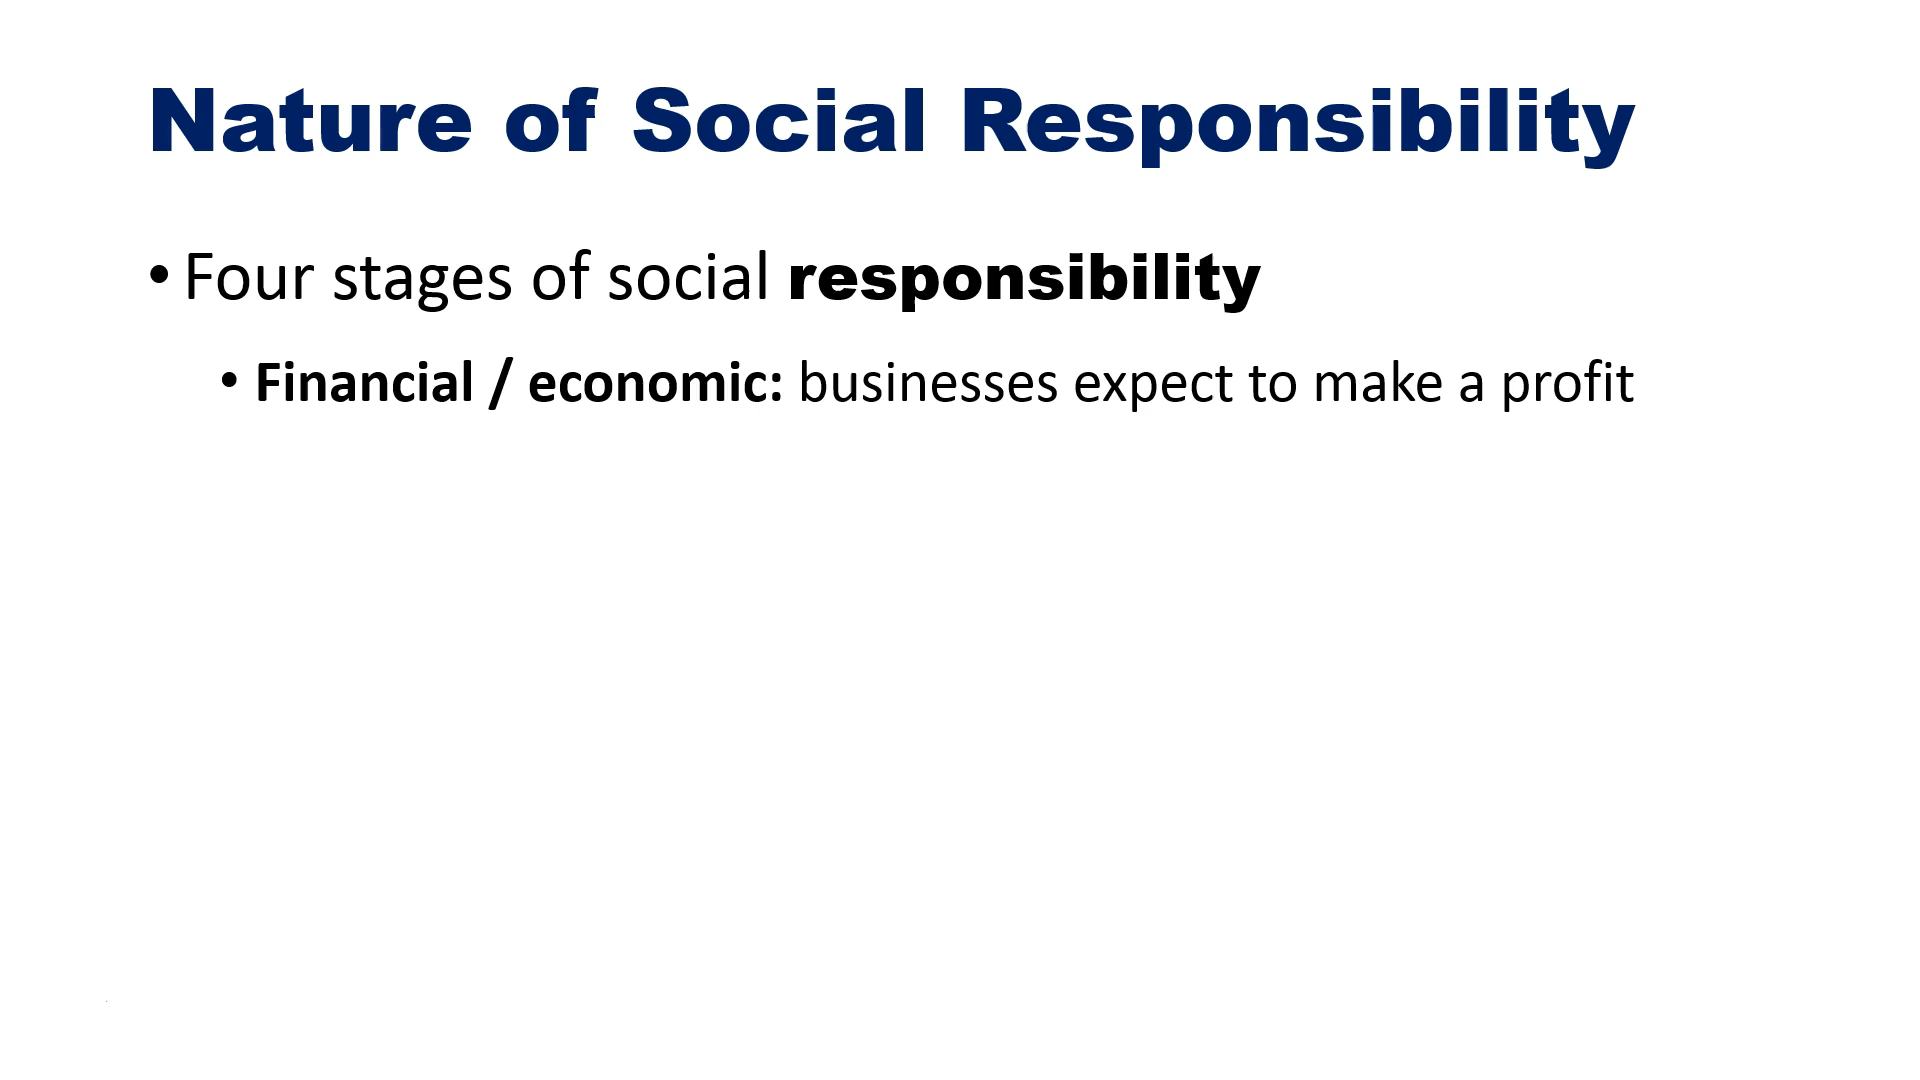 Nature of Social Responsibility
• Four stages of social responsibility
• Financial / economic: businesses expect to make a profit